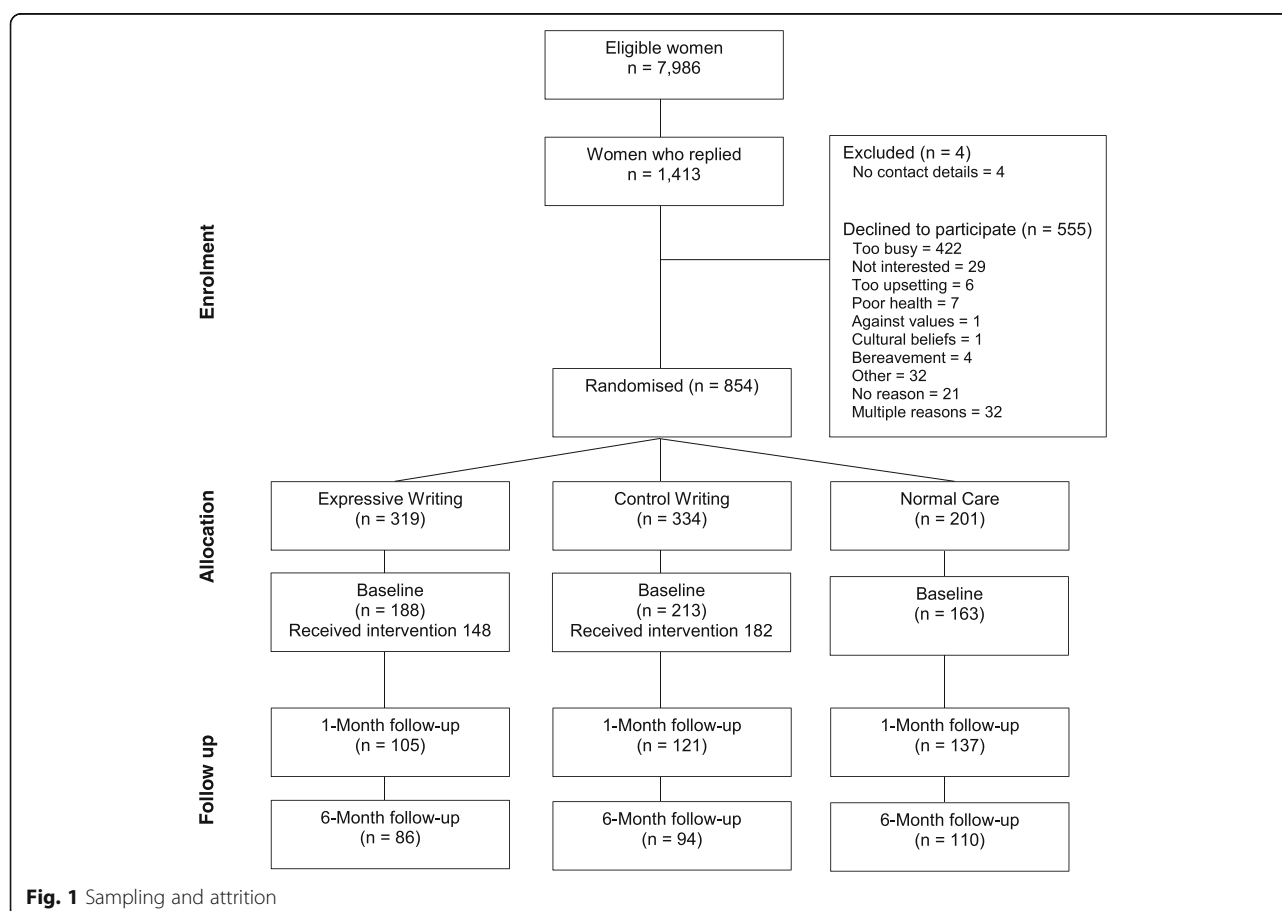 Eligible women
n = 7,986
Women who replied
n = 1,413
Excluded (n = 4)
No contact details = 4
Declined to participate (n = 555)
Too busy = 422
Not interested = 29
Too upsetting = 6
Poor health = 7
Against values = 1
Cultural beliefs = 1
Bereavement = 4
Other = 32
No reason = 21
Multiple reasons = 32
Enrolment
Randomised (n = 854)
Allocation
Expressive Writing
(n = 319)
Control Writing
(n = 334)
Normal Care
(n = 201)
Baseline
(n = 188)
Received intervention 148
Baseline
(n = 213)
Received intervention 182
Baseline
(n = 163)
Follow up
1-Month follow-up
(n = 105)
1-Month follow-up
(n = 121)
1-Month follow-up
(n = 137)
6-Month follow-up
(n = 86)
6-Month follow-up
(n = 94)
6-Month follow-up
(n = 110)
Fig. 1 Sampling and attrition